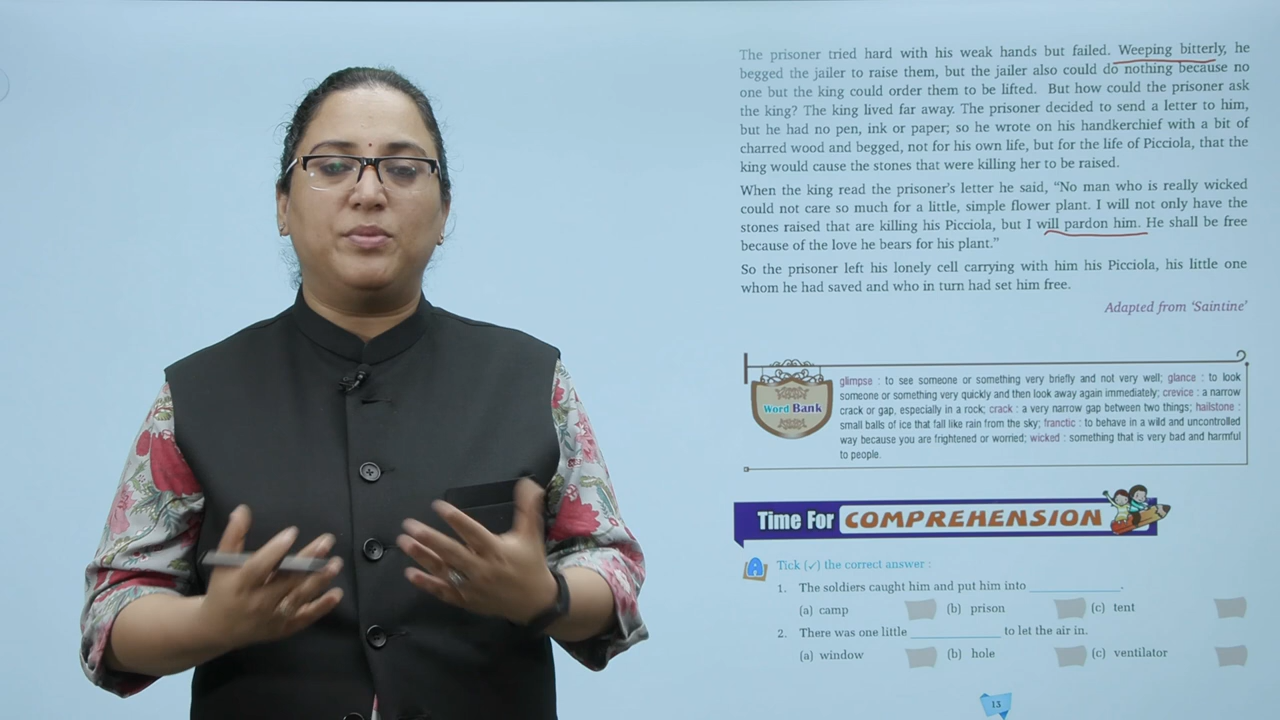 The prisoner tried hard with his weak hands but failed. Weeping bitterly, he
begged the jailer to raise them, but the jailer also could do nothing because no
one but the king could order them to be lifted. But how could the prisoner ask
the king? The king lived far away. The prisoner decided to send a letter to him,
but he had no pen, ink or paper; so he wrote on his handkerchief with a bit of
charred wood and begged, not for his own life, but for the life of Picciola, that the
king would cause the stones that were killing her to be raised.
When the king read the prisoner's letter he said, "No man who is really wicked
could not care so much for a little, simple flower plant. I will not only have the
stones raised that are killing his Picciola, but I will pardon him. He shall be free
because of the love he bears for his plant."
So the prisoner left his lonely cell carrying with him his Picciola, his little one
whom he had saved and who in turn had set him free.
Adapted from 'Saintine'
Word Bank
glimpse : to see someone or something very briefly and not very well; glance : to look
someone or something very quickly and then look away again immediately; crevice : a narrow
crack or gap, especially in a rock; crack : a very narrow gap between two things; hailstone :
small balls of ice that fall like rain from the sky; franctic : to behave in a wild and uncontrolled
way because you are frightened or worried; wicked : something that is very bad and harmful
to people.
Time For COMPREHENSION
A Tick (✓) the correct answer :
1. The soldiers caught him and put him into ____________.
(a) camp (b) prison (c) tent
2. There was one little ____________ to let the air in.
(a) window (b) hole (c) ventilator
13